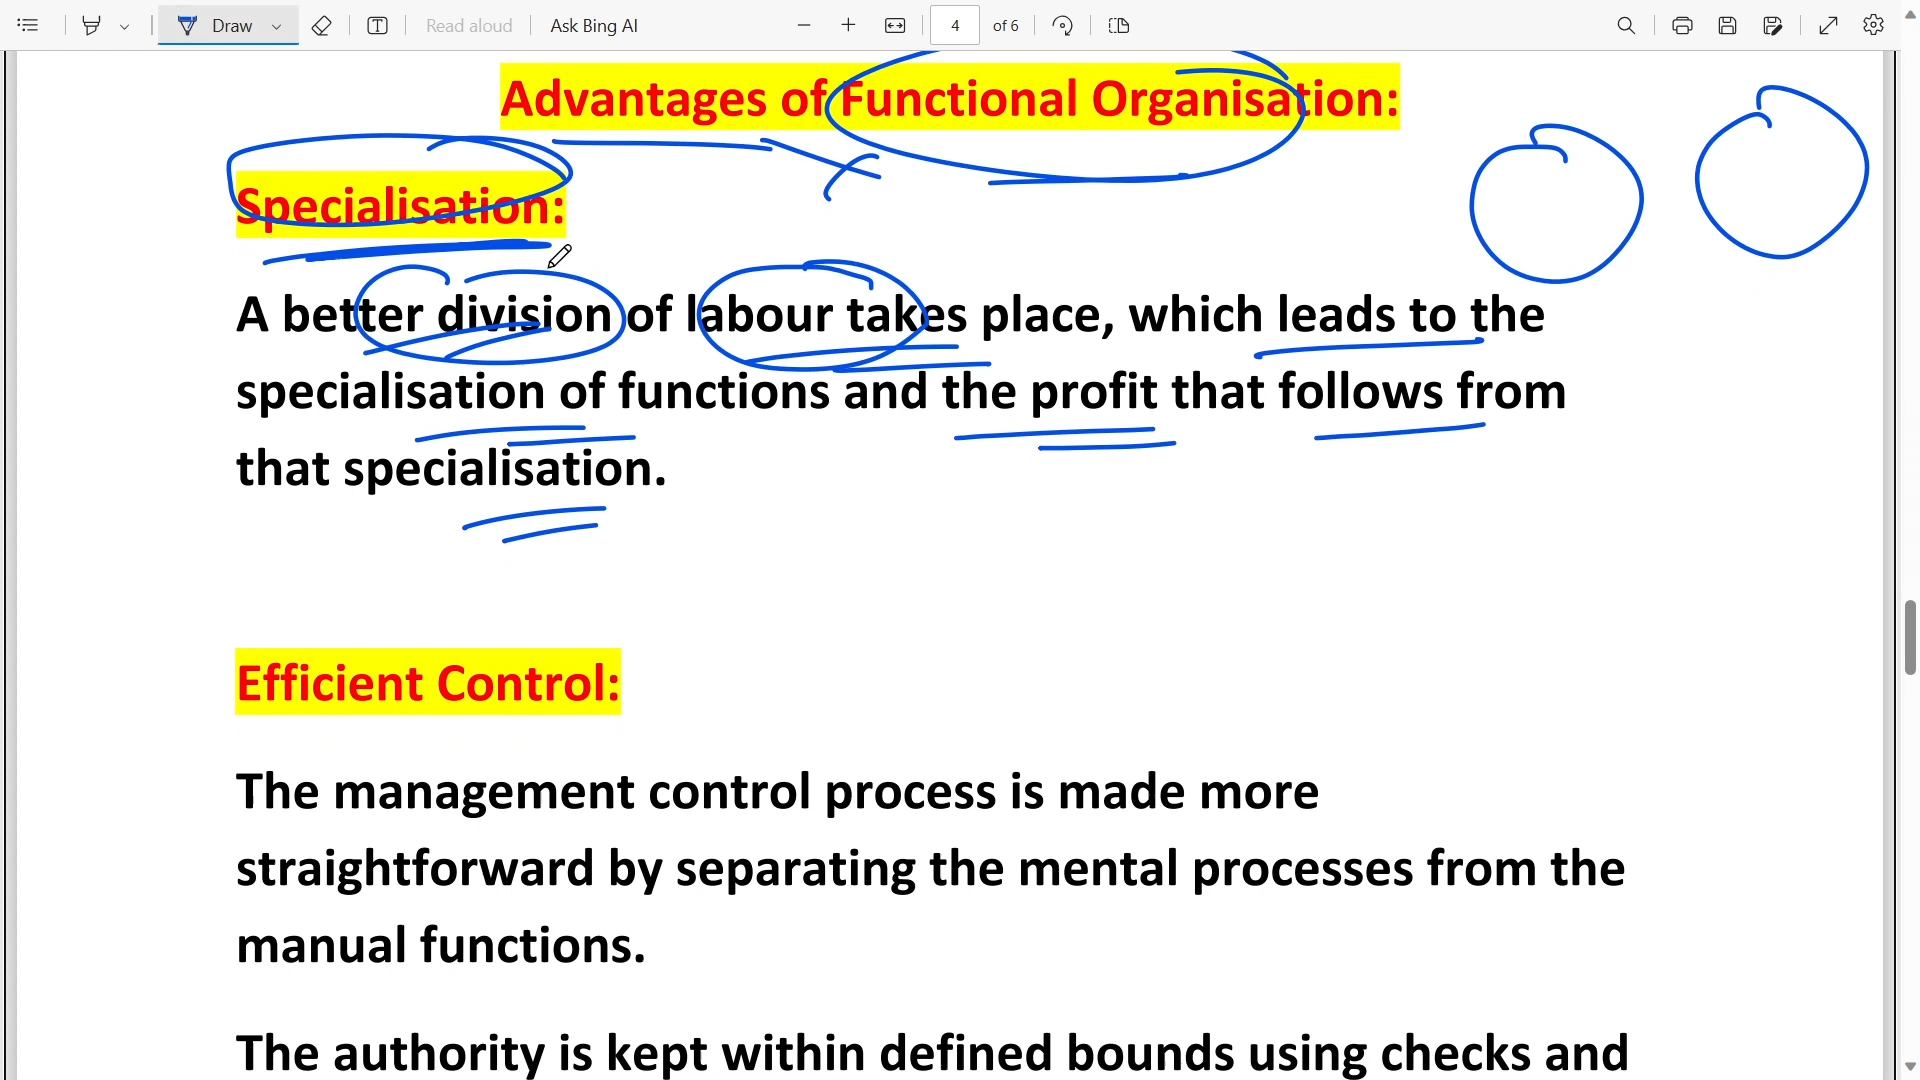 Draw
Read aloud
Ask Bing AI
4
of 6
Advantages of Functional Organisation:
Specialisation:
A better division of labour takes place, which leads to the
specialisation of functions and the profit that follows from
that specialisation.
Efficient Control:
The management control process is made more
straightforward by separating the mental processes from the
manual functions.
The authority is kept within defined bounds using checks and